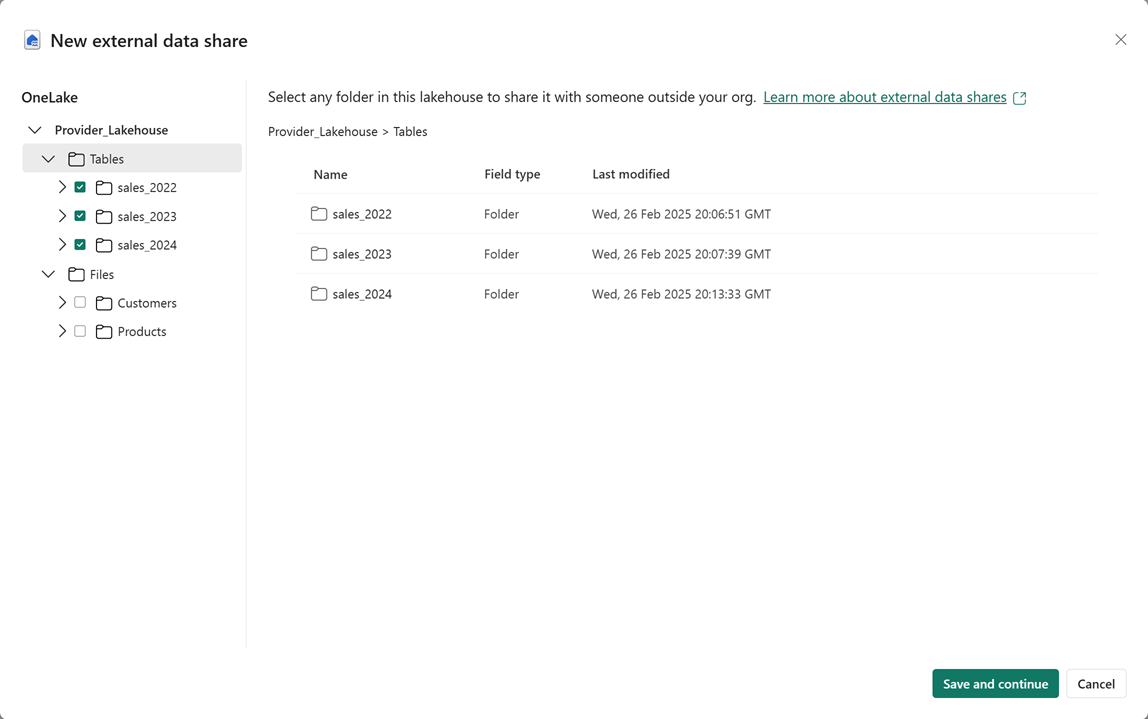 New external data share
OneLake
Provider_Lakehouse
Tables
sales_2022
sales_2023
sales_2024
Files
Customers
Products
Select any folder in this lakehouse to share it with someone outside your org. Learn more about external data shares
Provider_Lakehouse > Tables
Name Field type Last modified
sales_2022 Folder Wed, 26 Feb 2025 20:06:51 GMT
sales_2023 Folder Wed, 26 Feb 2025 20:07:39 GMT
sales_2024 Folder Wed, 26 Feb 2025 20:13:33 GMT
Save and continue Cancel